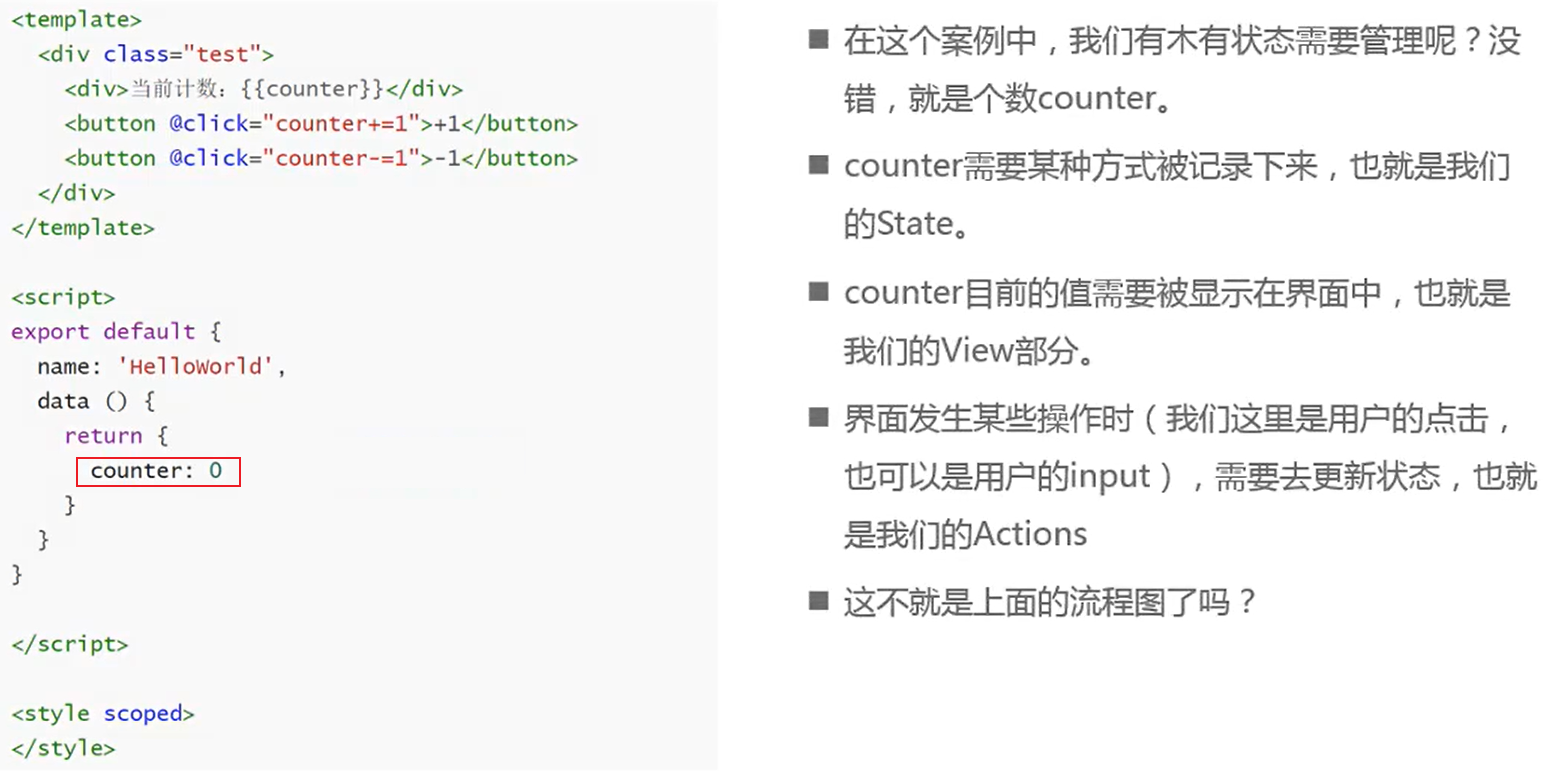 <template>
  <div class="test">
    <div>当前计数：{{counter}}</div>
    <button @click="counter+=1">+1</button>
    <button @click="counter-=1">-1</button>
  </div>
</template>
<script>
export default {
  name: 'HelloWorld',
  data () {
    return {
      counter: 0
    }
  }
}
</script>
<style scoped>
</style>
■ 在这个案例中，我们有木有状态需要管理呢？没
错，就是个数counter。
■ counter需要某种方式被记录下来，也就是我们
的State。
■ counter目前的值需要被显示在界面中，也就是
我们的View部分。
■ 界面发生某些操作时（我们这里是用户的点击，
也可以是用户的input），需要去更新状态，也就
是我们的Actions
■ 这不就是上面的流程图了吗？